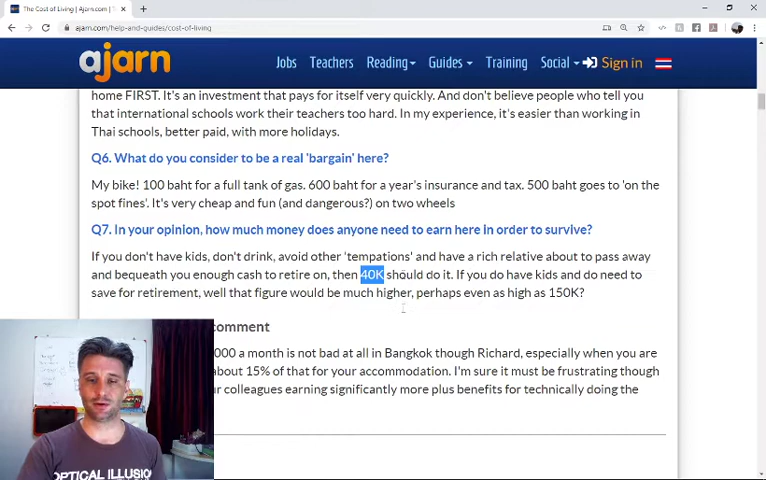 The Cost of Living | Ajarn.com |
ajarn.com/help-and-guides/cost-of-living
ajarn
Jobs Teachers Reading Guides Training Social Sign in
home FIRST. It's an investment that pays for itself very quickly. And don't believe people who tell you
that international schools work their teachers too hard. In my experience, it's easier than working in
Thai schools, better paid, with more holidays.
Q6. What do you consider to be a real 'bargain' here?
My bike! 100 baht for a full tank of gas. 600 baht for a year's insurance and tax. 500 baht goes to 'on the
spot fines'. It's very cheap and fun (and dangerous?) on two wheels
Q7. In your opinion, how much money does anyone need to earn here in order to survive?
If you don't have kids, don't drink, avoid other 'tempations' and have a rich relative about to pass away
and bequeath you enough cash to retire on, then 40K should do it. If you do have kids and do need to
save for retirement, well that figure would be much higher, perhaps even as high as 150K?
comment
000 a month is not bad at all in Bangkok though Richard, especially when you are
about 15% of that for your accommodation. I'm sure it must be frustrating though
ur colleagues earning significantly more plus benefits for technically doing the
OPTICAL ILLUSI